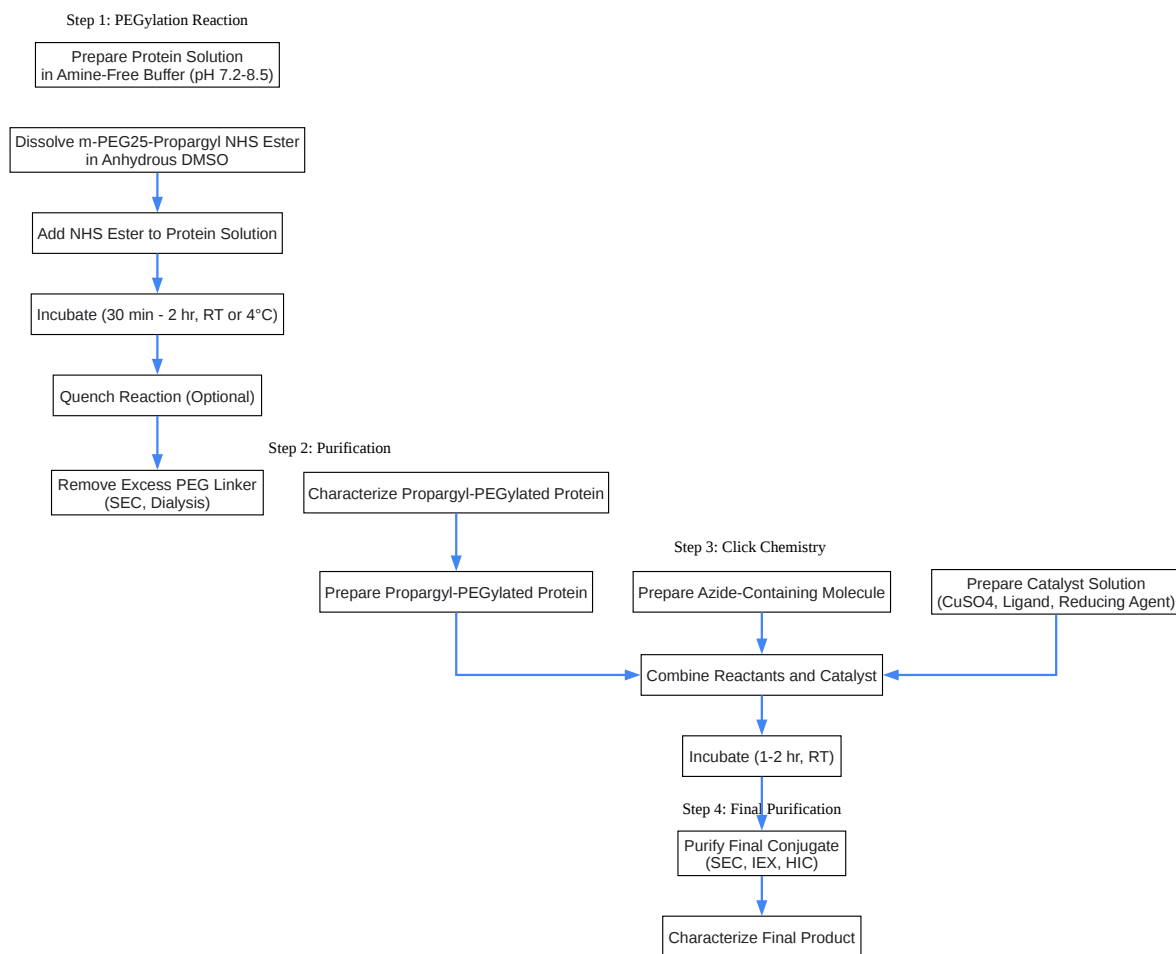 Step 1: PEGylation Reaction
Prepare Protein Solution
in Amine-Free Buffer (pH 7.2-8.5)
Dissolve m-PEG25-Propargyl NHS Ester
in Anhydrous DMSO
Add NHS Ester to Protein Solution
Incubate (30 min - 2 hr, RT or 4°C)
Quench Reaction (Optional)
Step 2: Purification
Remove Excess PEG Linker
(SEC, Dialysis)
Characterize Propargyl-PEGylated Protein
Step 3: Click Chemistry
Prepare Propargyl-PEGylated Protein
Prepare Azide-Containing Molecule
Prepare Catalyst Solution
(CuSO4, Ligand, Reducing Agent)
Combine Reactants and Catalyst
Incubate (1-2 hr, RT)
Step 4: Final Purification
Purify Final Conjugate
(SEC, IEX, HIC)
Characterize Final Product